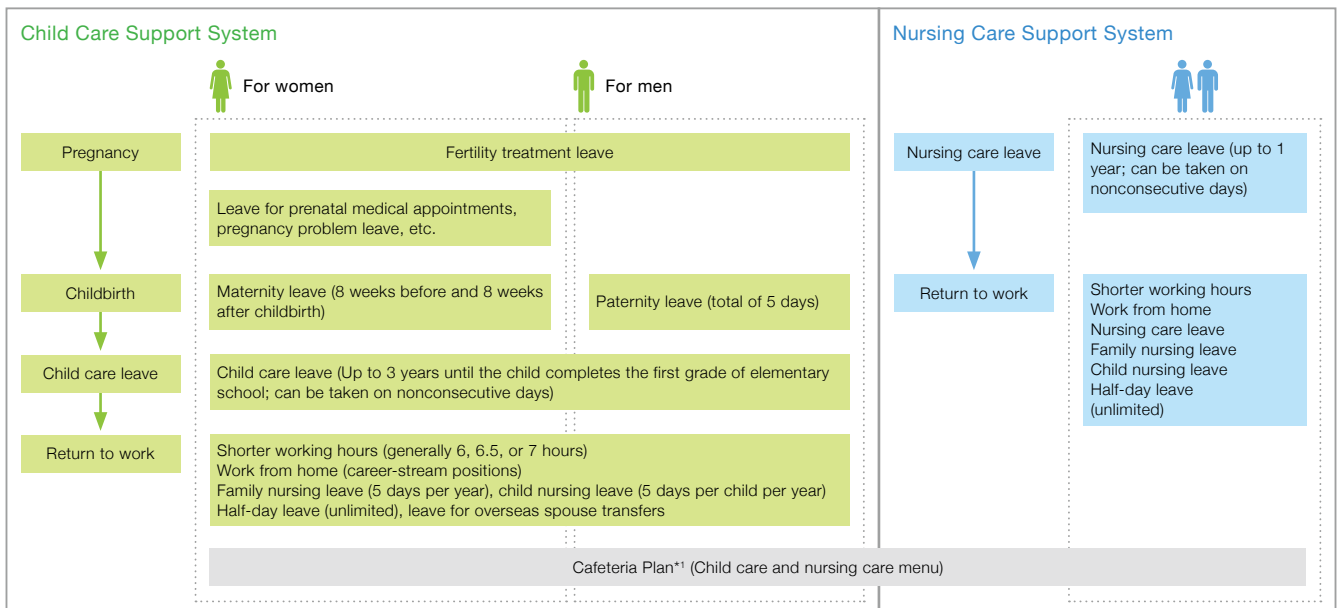 Child Care Support System
For women
For men
Pregnancy
Fertility treatment leave
Leave for prenatal medical appointments,
pregnancy problem leave, etc.
Childbirth
Maternity leave (8 weeks before and 8 weeks
after childbirth)
Paternity leave (total of 5 days)
Child care leave
Child care leave (Up to 3 years until the child completes the first grade of elementary
school; can be taken on nonconsecutive days)
Return to work
Shorter working hours (generally 6, 6.5, or 7 hours)
Work from home (career-stream positions)
Family nursing leave (5 days per year), child nursing leave (5 days per child per year)
Half-day leave (unlimited), leave for overseas spouse transfers
Nursing Care Support System
Nursing care leave
Nursing care leave (up to 1
year; can be taken on
nonconsecutive days)
Return to work
Shorter working hours
Work from home
Nursing care leave
Family nursing leave
Child nursing leave
Half-day leave
(unlimited)
Cafeteria Plan*1 (Child care and nursing care menu)